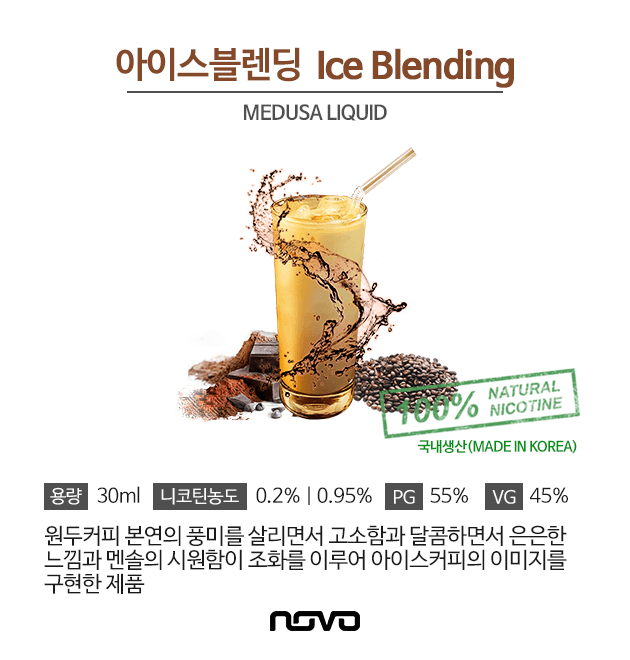 아이스블렌딩 Ice Blending
MEDUSA LIQUID
100% NATURAL NICOTINE
국내생산(MADE IN KOREA)
용량 30ml 니코틴농도 0.2% | 0.95% PG 55% VG 45%
원두커피 본연의 풍미를 살리면서 고소함과 달콤하면서 은은한
느낌과 멘솔의 시원함이 조화를 이루어 아이스커피의 이미지를
구현한 제품
novo